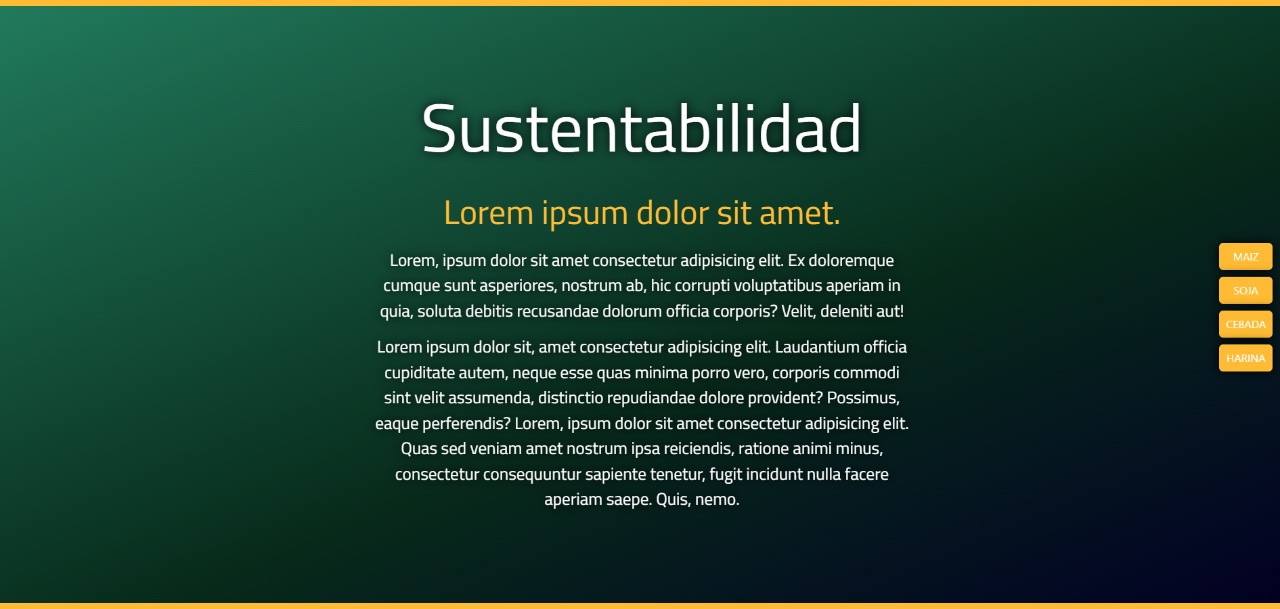 Sustentabilidad
Lorem ipsum dolor sit amet.
Lorem, ipsum dolor sit amet consectetur adipisicing elit. Ex doloremque
cumque sunt asperiores, nostrum ab, hic corrupti voluptatibus aperiam in
quia, soluta debitis recusandae dolorum officia corporis? Velit, deleniti aut!
Lorem ipsum dolor sit, amet consectetur adipisicing elit. Laudantium officia
cupiditate autem, neque esse quas minima porro vero, corporis commodi
sint velit assumenda, distinctio repudiandae dolore provident? Possimus,
eaque perferendis? Lorem, ipsum dolor sit amet consectetur adipisicing elit.
Quas sed veniam amet nostrum ipsa reiciendis, ratione animi minus,
consectetur consequuntur sapiente tenetur, fugit incidunt nulla facere
aperiam saepe. Quis, nemo.
MAIZ
SOJA
CEBADA
HARINA